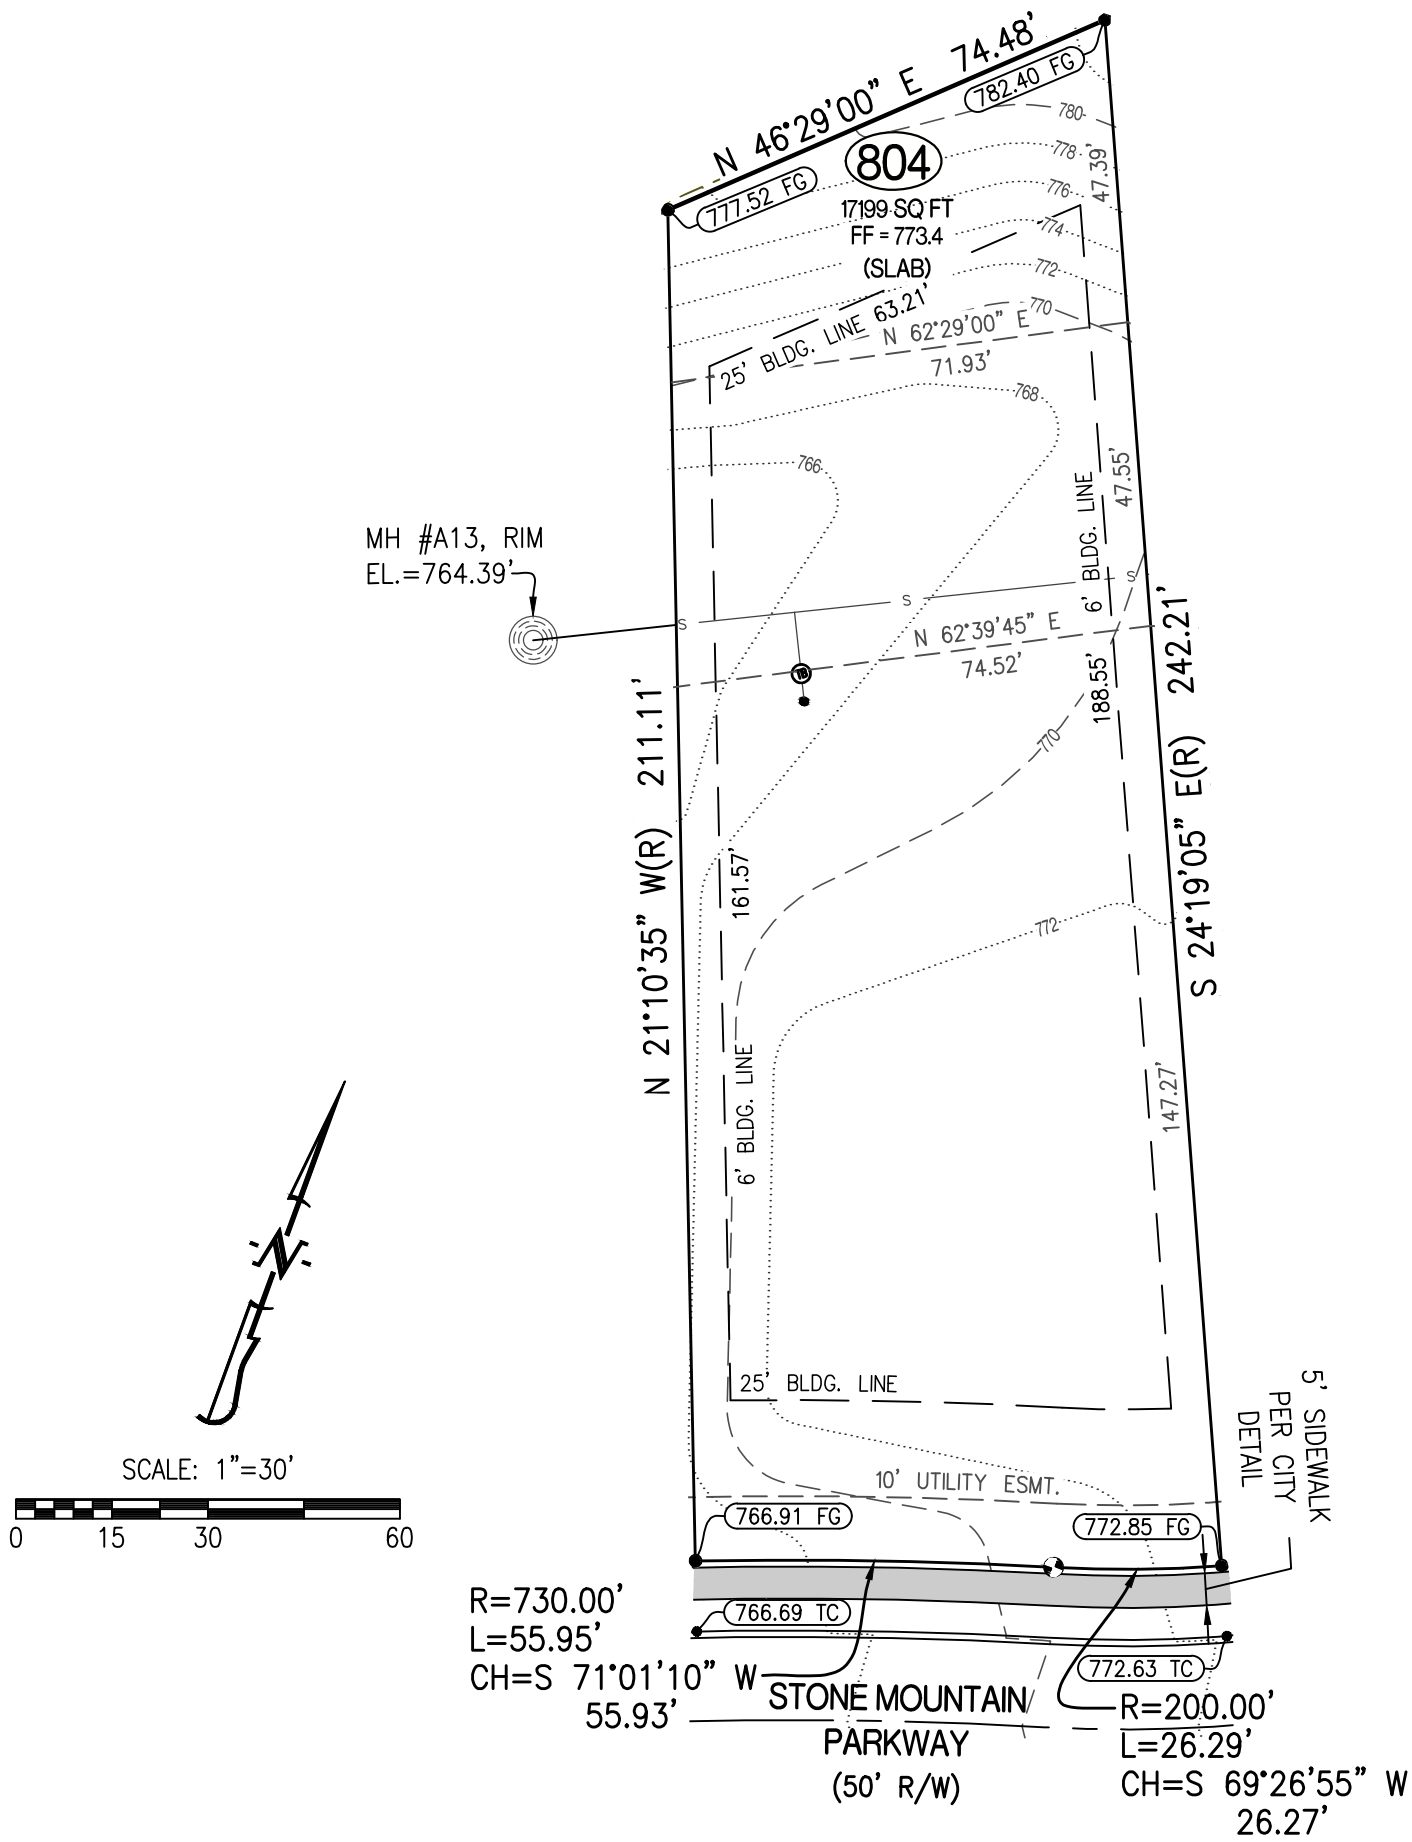 N 46°29'00" E 74.48'
782.40 FG
780
778
47.39'
804
777.52 FG
776
17199 SQ FT
FF = 773.4
(SLAB)
774
772
770
25' BLDG. LINE 63.21'
N 62°29'00" E
71.93'
768
766
47.55'
6' BLDG. LINE
MH #A13, RIM
EL.=764.39'
S
S
S
N 62°39'45" E
74.52'
TB
188.55'
S 24°19'05" E(R) 242.21'
N 21°10'35" W(R) 211.11'
770
161.57'
772
6' BLDG. LINE
147.27'
N
25' BLDG. LINE
5' SIDEWALK
PER CITY
DETAIL
SCALE: 1"=30'
0 15 30 60
10' UTILITY ESMT.
766.91 FG
772.85 FG
R=730.00'
L=55.95'
CH=S 71°01'10" W
55.93'
766.69 TC
772.63 TC
STONE MOUNTAIN
PARKWAY
(50' R/W)
R=200.00'
L=26.29'
CH=S 69°26'55" W
26.27'